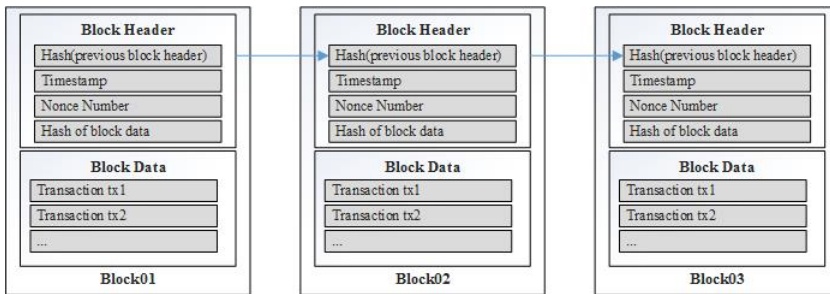 Block Header
Hash(previous block header)
Timestamp
Nonce Number
Hash of block data
Block Data
Transaction tx1
Transaction tx2
...
Block01
Block Header
Hash(previous block header)
Timestamp
Nonce Number
Hash of block data
Block Data
Transaction tx1
Transaction tx2
...
Block02
Block Header
Hash(previous block header)
Timestamp
Nonce Number
Hash of block data
Block Data
Transaction tx1
Transaction tx2
...
Block03